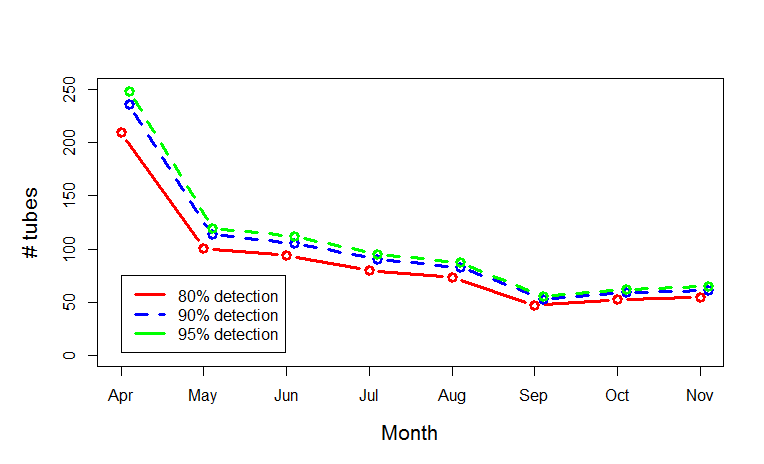 250
200
150
100
50
0
# tubes
80% detection
90% detection
95% detection
Apr May Jun Jul Aug Sep Oct Nov
Month